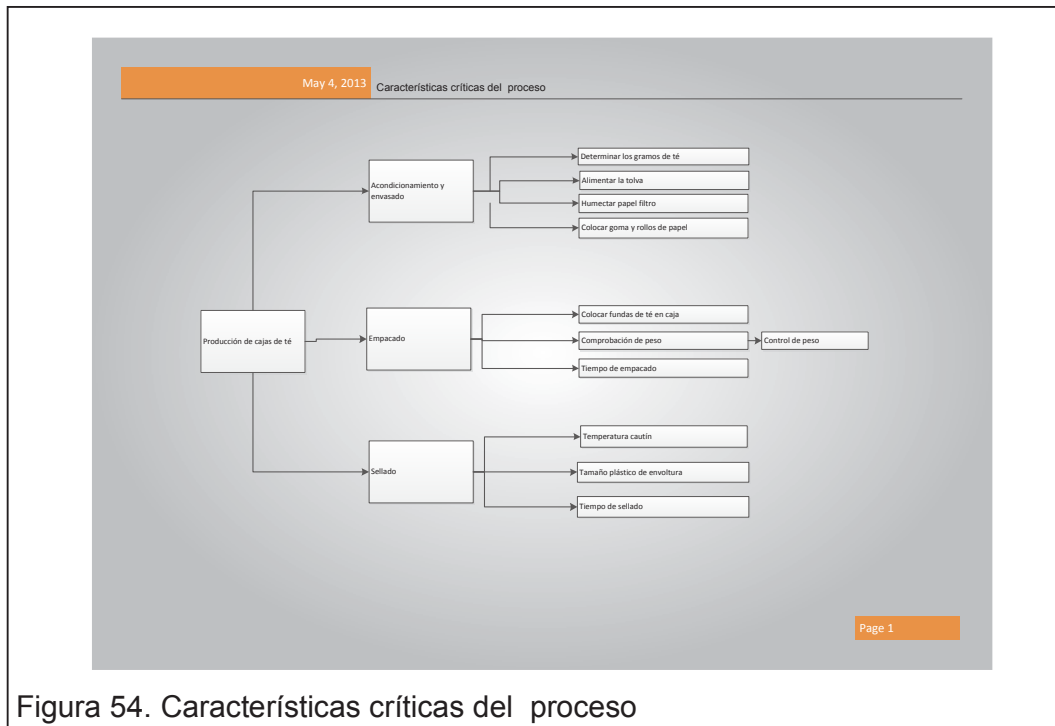 May 4, 2013
Características críticas del proceso
Determinar los gramos de té
Acondicionamiento y
envasado
Alimentar la tolva
Humectar papel filtro
Colocar goma y rollos de papel
Producción de cajas de té
Empacado
Colocar fundas de té en caja
Comprobación de peso
Control de peso
Tiempo de empacado
Sellado
Temperatura cautín
Tamaño plástico de envoltura
Tiempo de sellado
Page 1
Figura 54. Características críticas del proceso